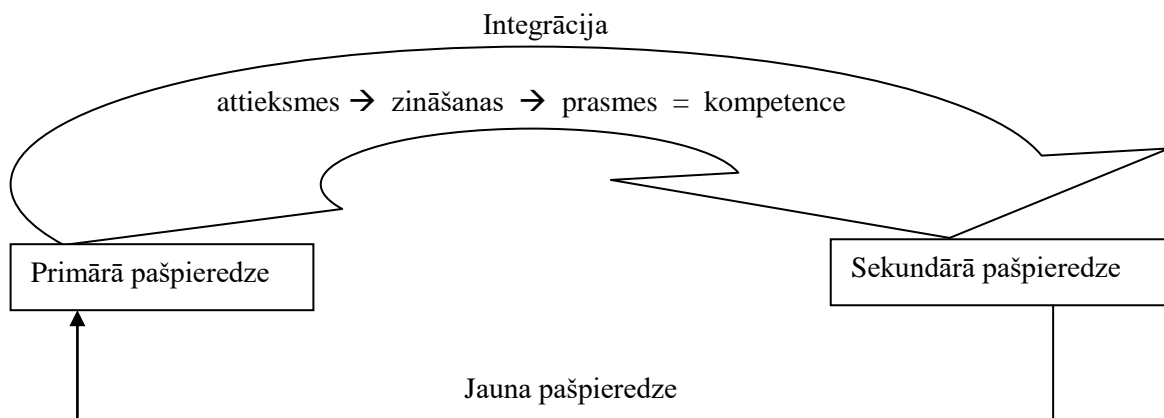 Integrācija
attieksmes → zināšanas → prasmes = kompetence
Primārā pašpieredze
Sekundārā pašpieredze
Jauna pašpieredze